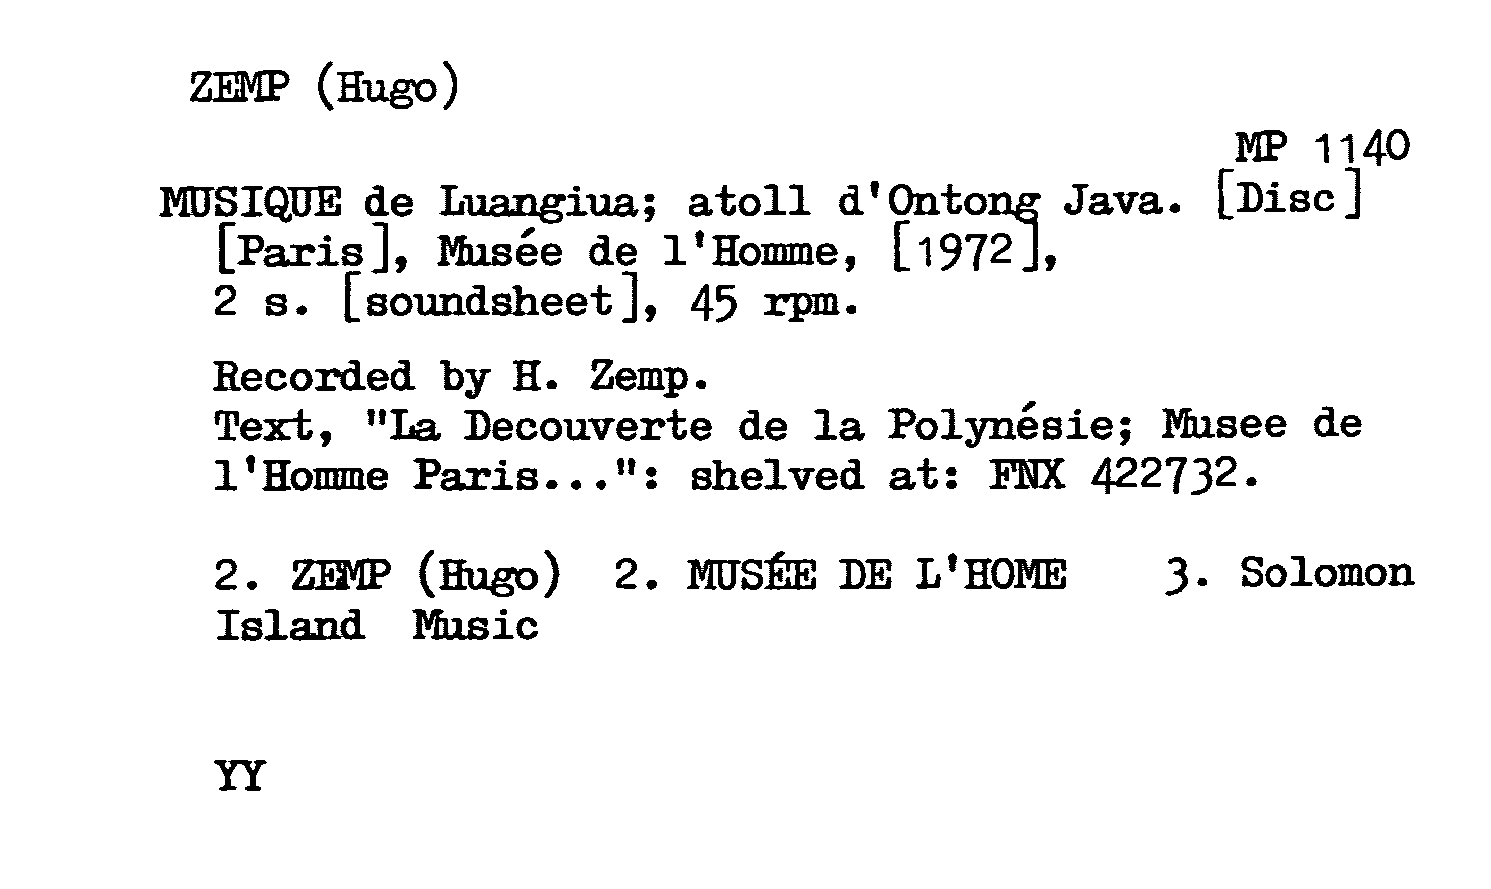 ZEMP (Hugo)
MP 1140
MUSIQUE de Luangiua; atoll d'Ontong Java. [Disc]
[Paris], Musée de l'Homme, [1972],
2 s. [soundsheet], 45 rpm.
Recorded by H. Zemp.
Text, "La Decouverte de la Polynésie; Musee de
l'Homme Paris...": shelved at: FNX 422732.
2. ZEMP (Hugo) 2. MUSÉE DE L'HOME 3. Solomon
Island Music
YY